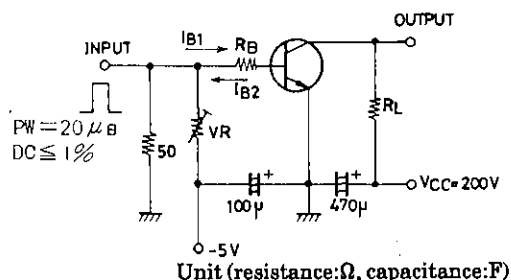 OUTPUT
INPUT
IB1
RB
IB2
RL
PW=20μs
DC≦1%
50
VR
+
+
100μ
470μ
VCC=200V
-5V
Unit (resistance:Ω, capacitance:F)